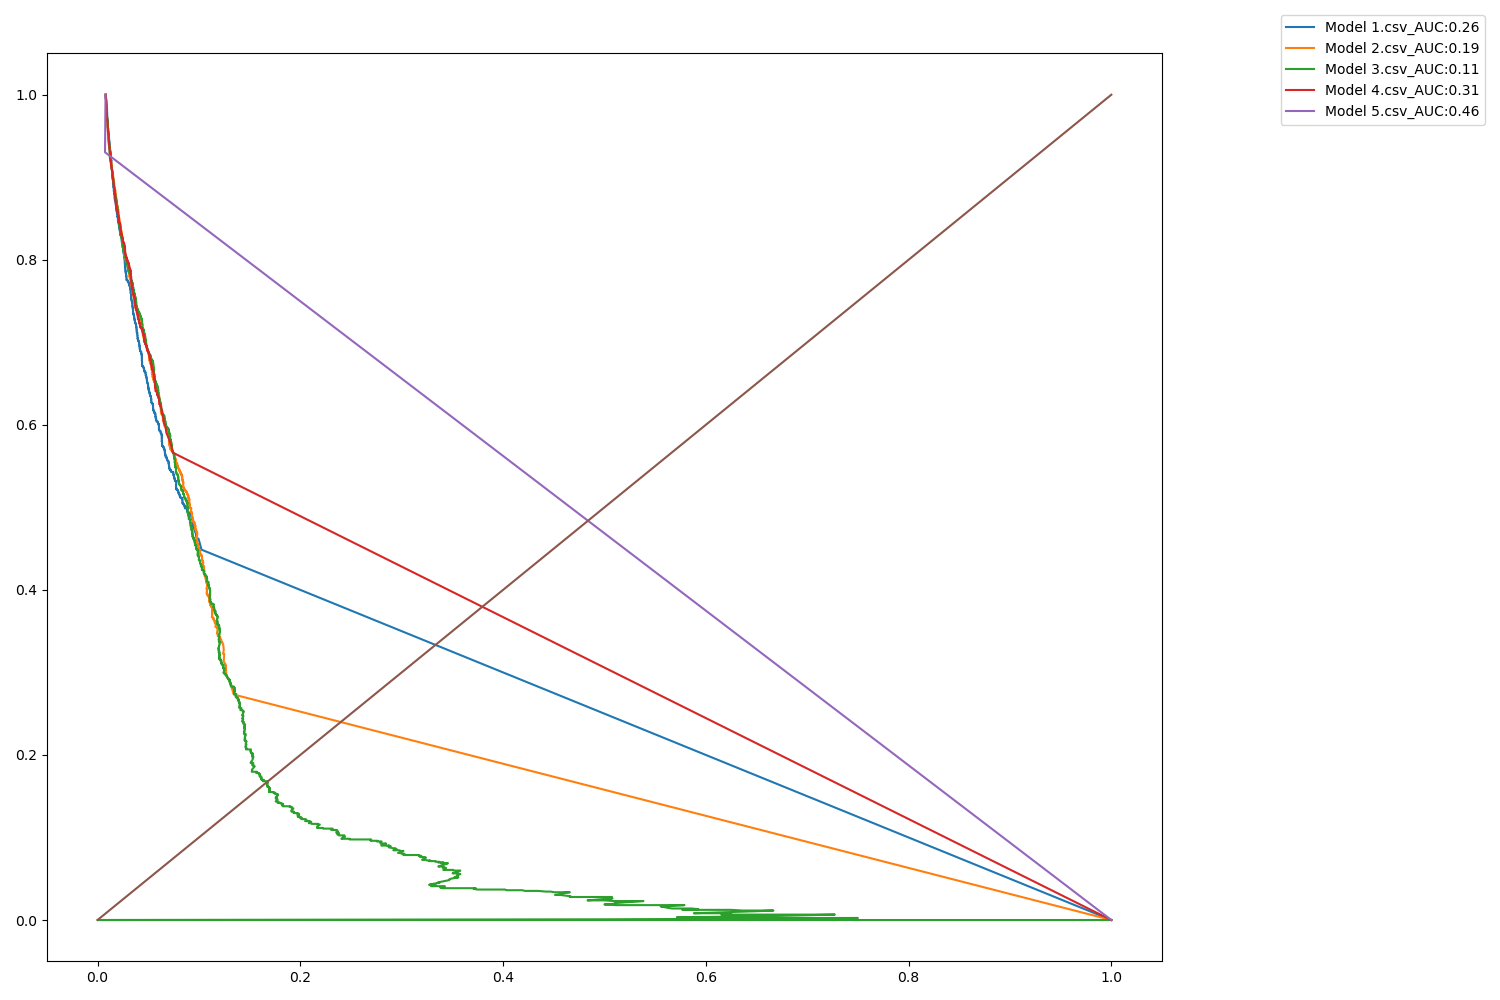 Model 1.csv_AUC:0.26
Model 2.csv_AUC:0.19
Model 3.csv_AUC:0.11
Model 4.csv_AUC:0.31
Model 5.csv_AUC:0.46
1.0
0.8
0.6
0.4
0.2
0.0
0.0 0.2 0.4 0.6 0.8 1.0